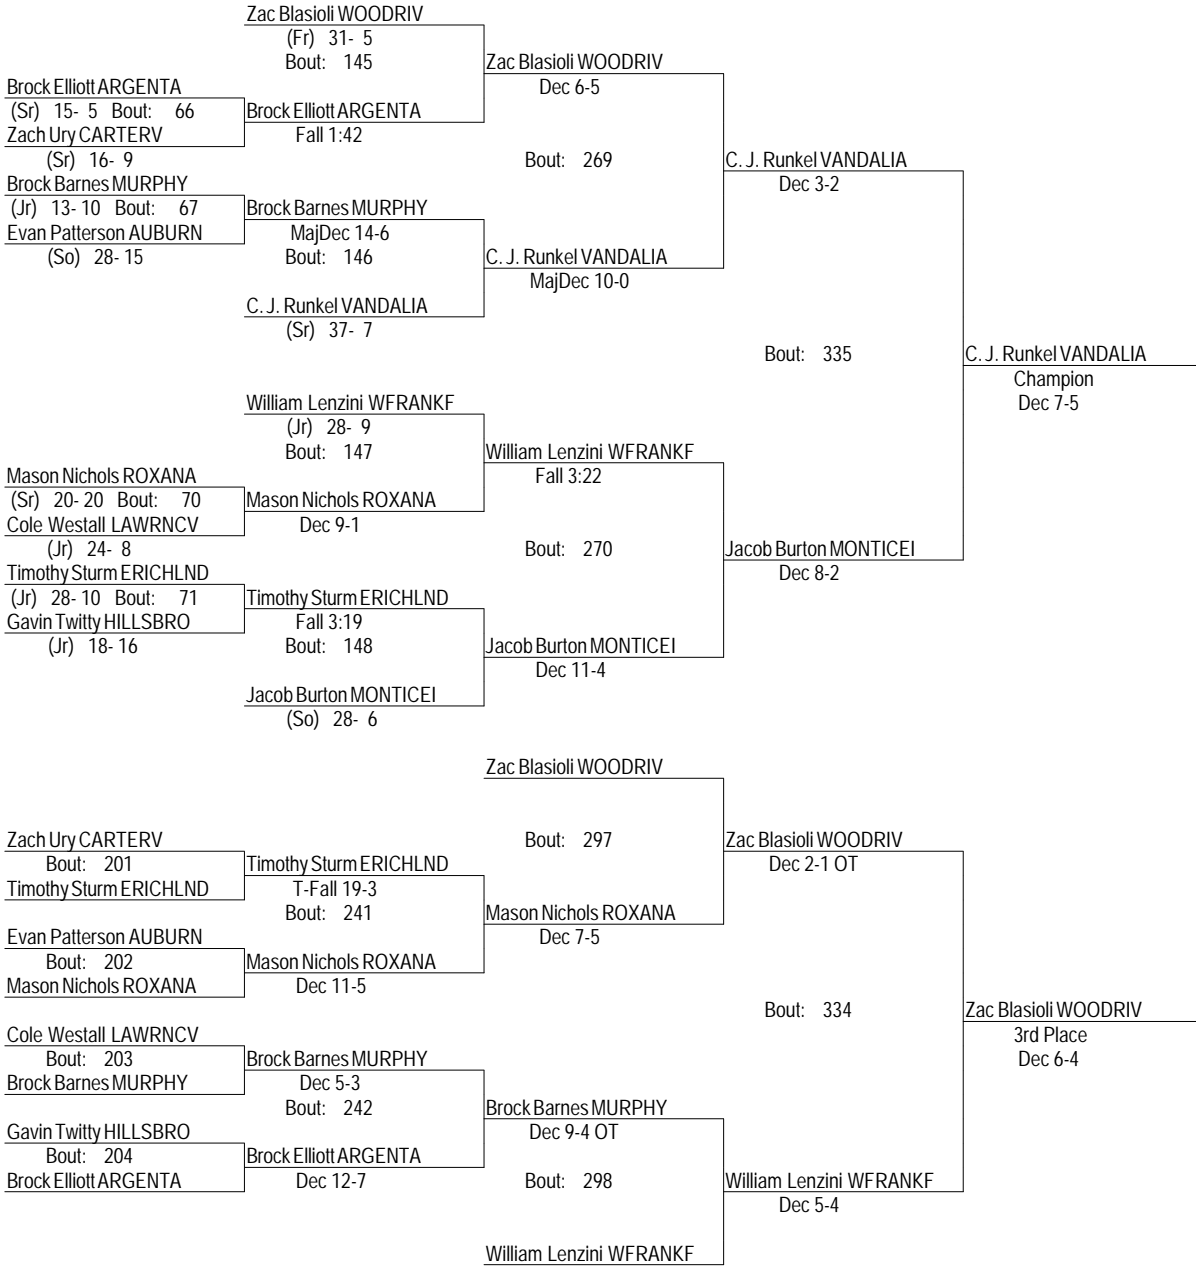 Zac Blasioli WOODRIV
(Fr) 31- 5
Bout: 145
Zac Blasioli WOODRIV
Dec 6-5
Brock Elliott ARGENTA
(Sr) 15- 5 Bout: 66
Brock Elliott ARGENTA
Zach Ury CARTERV
Fall 1:42
(Sr) 16- 9
Bout: 269
C. J. Runkel VANDALIA
Dec 3-2
Brock Barnes MURPHY
(Jr) 13- 10 Bout: 67
Brock Barnes MURPHY
Evan Patterson AUBURN
MajDec 14-6
(So) 28- 15
Bout: 146
C. J. Runkel VANDALIA
MajDec 10-0
C. J. Runkel VANDALIA
(Sr) 37- 7
Bout: 335
C. J. Runkel VANDALIA
Champion
Dec 7-5
William Lenzini WFRANKF
(Jr) 28- 9
Bout: 147
William Lenzini WFRANKF
Fall 3:22
Mason Nichols ROXANA
(Sr) 20- 20 Bout: 70
Mason Nichols ROXANA
Cole Westall LAWRNCV
Dec 9-1
(Jr) 24- 8
Bout: 270
Jacob Burton MONTICEI
Dec 8-2
Timothy Sturm ERICHLND
(Jr) 28- 10 Bout: 71
Timothy Sturm ERICHLND
Gavin Twitty HILLSBRO
Fall 3:19
(Jr) 18- 16
Bout: 148
Jacob Burton MONTICEI
Dec 11-4
Jacob Burton MONTICEI
(So) 28- 6
Zac Blasioli WOODRIV
Zach Ury CARTERV
Bout: 297
Zac Blasioli WOODRIV
Bout: 201
Timothy Sturm ERICHLND
Dec 2-1 OT
Timothy Sturm ERICHLND
T-Fall 19-3
Bout: 241
Mason Nichols ROXANA
Evan Patterson AUBURN
Dec 7-5
Bout: 202
Mason Nichols ROXANA
Mason Nichols ROXANA
Dec 11-5
Bout: 334
Zac Blasioli WOODRIV
3rd Place
Dec 6-4
Cole Westall LAWRNCV
Bout: 203
Brock Barnes MURPHY
Brock Barnes MURPHY
Dec 5-3
Bout: 242
Brock Barnes MURPHY
Gavin Twitty HILLSBRO
Dec 9-4 OT
Bout: 204
Brock Elliott ARGENTA
Brock Elliott ARGENTA
Dec 12-7
Bout: 298
William Lenzini WFRANKF
Dec 5-4
William Lenzini WFRANKF